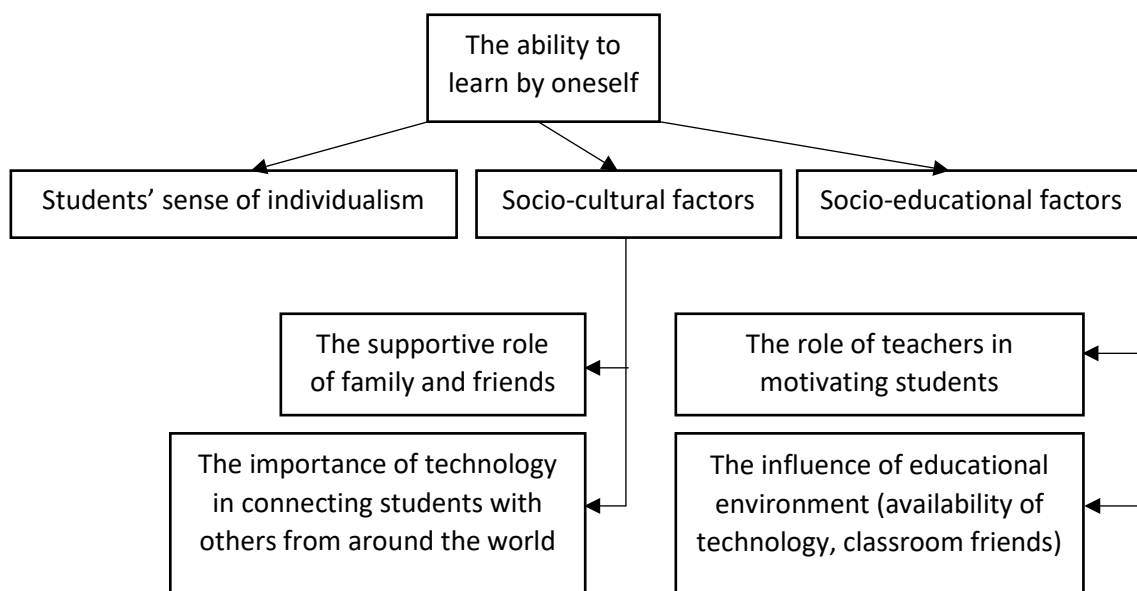 The ability to
learn by oneself
Students’ sense of individualism
Socio-cultural factors
Socio-educational factors
The supportive role
of family and friends
The role of teachers in
motivating students
The importance of technology
in connecting students with
others from around the world
The influence of educational
environment (availability of
technology, classroom friends)